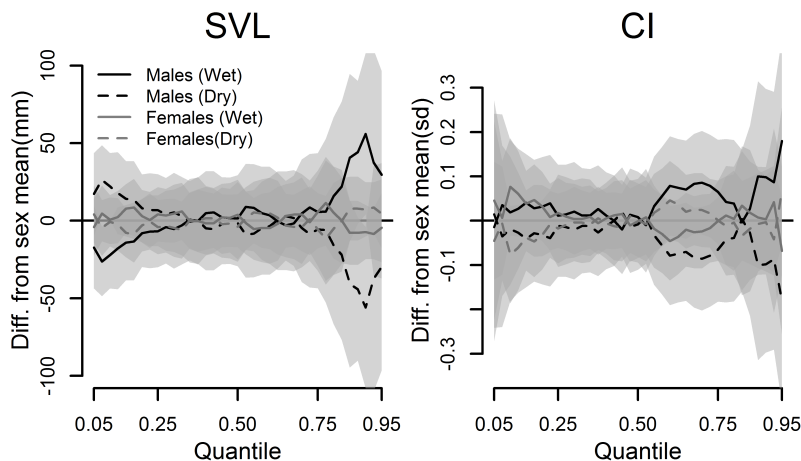 SVL
Diff. from sex mean(mm)
100
50
0
-50
-100
Males (Wet)
Males (Dry)
Females (Wet)
Females(Dry)
0.05 0.25 0.50 0.75 0.95
Quantile
CI
Diff. from sex mean(sd)
0.3
0.1
-0.1
-0.3
0.05 0.25 0.50 0.75 0.95
Quantile